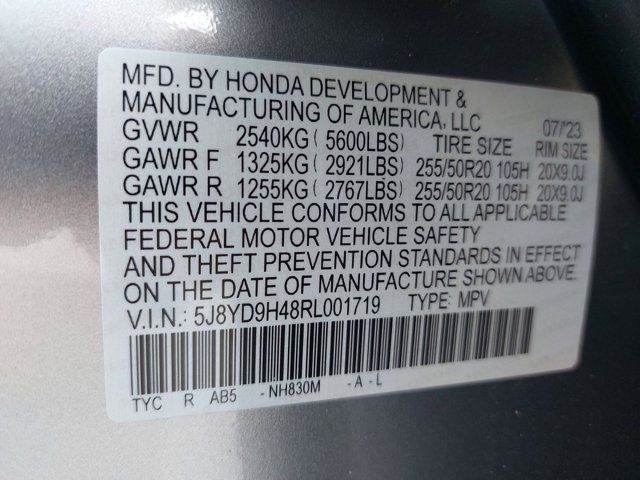 MFD. BY HONDA DEVELOPMENT &
MANUFACTURING OF AMERICA, LLC 07/'23
GVWR 2540KG ( 5600LBS) TIRE SIZE RIM SIZE
GAWR F 1325KG ( 2921LBS) 255/50R20 105H 20X9.0J
GAWR R 1255KG ( 2767LBS) 255/50R20 105H 20X9.0J
THIS VEHICLE CONFORMS TO ALL APPLICABLE
FEDERAL MOTOR VEHICLE SAFETY
AND THEFT PREVENTION STANDARDS IN EFFECT
ON THE DATE OF MANUFACTURE SHOWN ABOVE.
V.I.N.: 5J8YD9H48RL001719 TYPE: MPV
TYC R AB5 -NH830M -A-L